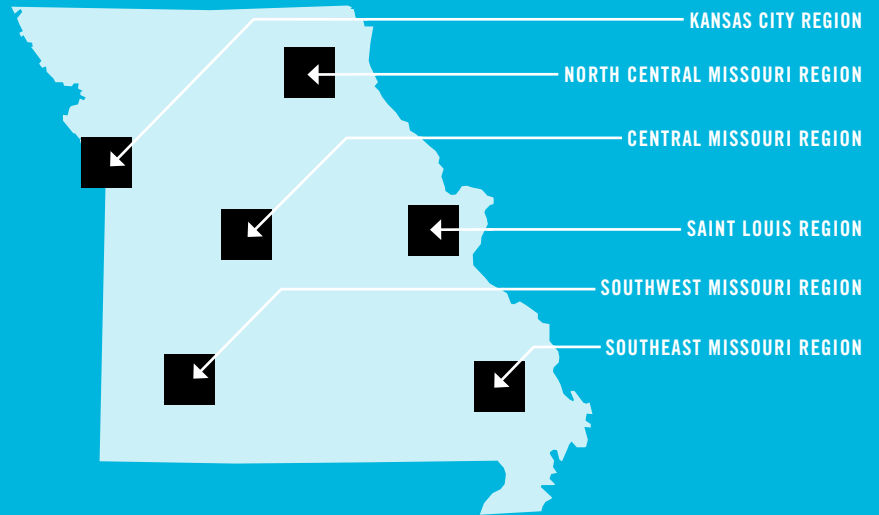 KANSAS CITY REGION
NORTH CENTRAL MISSOURI REGION
CENTRAL MISSOURI REGION
SAINT LOUIS REGION
SOUTHWEST MISSOURI REGION
SOUTHEAST MISSOURI REGION